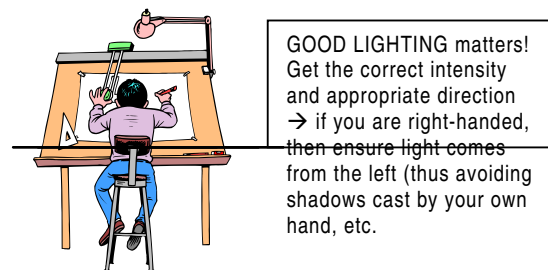 GOOD LIGHTING matters!
Get the correct intensity
and appropriate direction
→ if you are right-handed,
then ensure light comes
from the left (thus avoiding
shadows cast by your own
hand, etc.